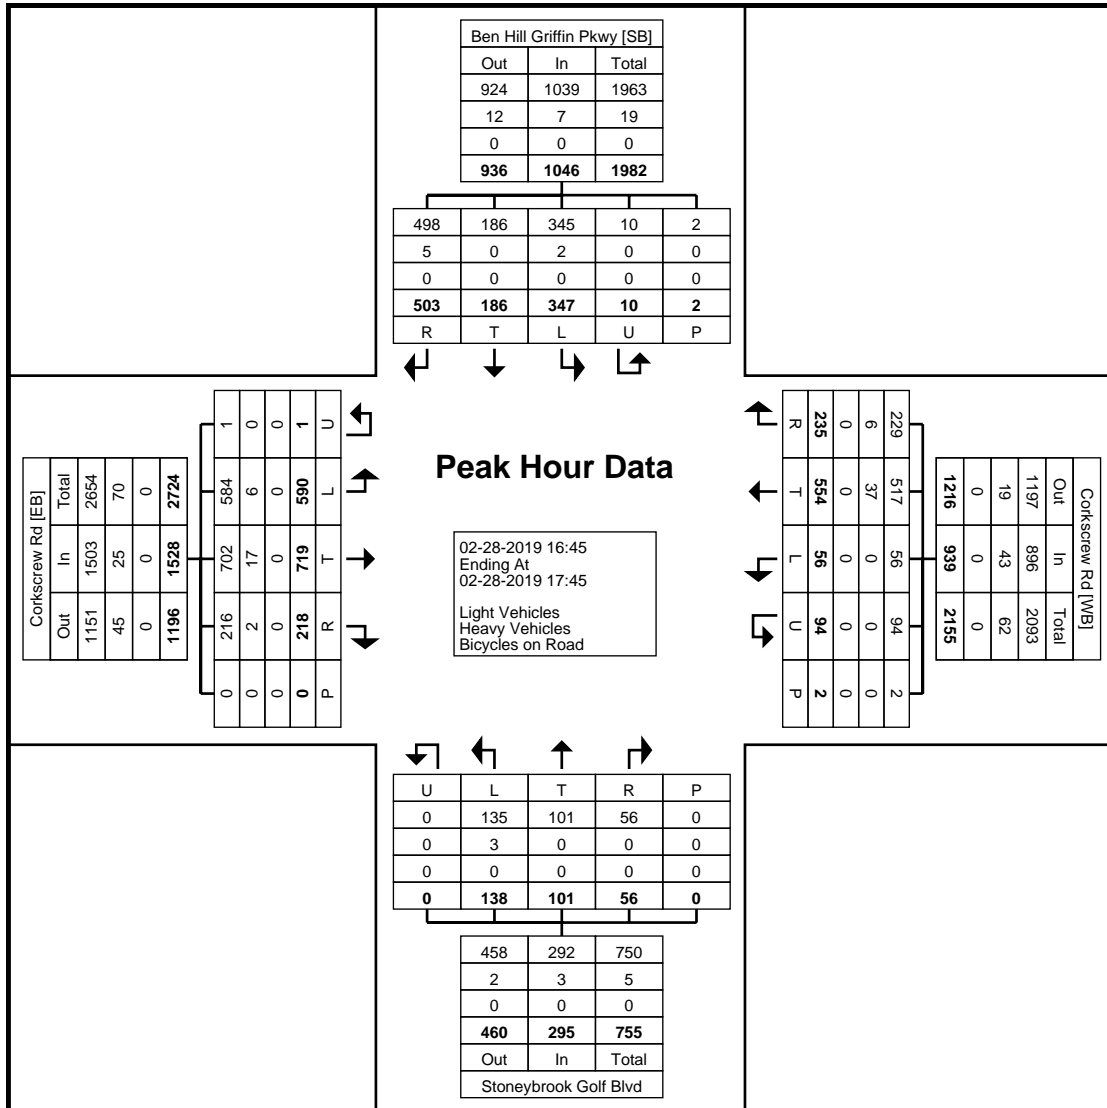 Ben Hill Griffin Pkwy [SB]
Out In Total
924 1039 1963
12 7 19
0 0 0
936 1046 1982
498 186 345 10 2
5 0 2 0 0
0 0 0 0 0
503 186 347 10 2
R T L U P
Corkscrew Rd [EB]
Total 2654 70 0 2724
In 1503 25 0 1528
Out 1151 45 0 1196
1 0 0 1 U
584 6 0 590 L
702 17 0 719 T
216 2 0 218 R
0 0 0 0 P
Peak Hour Data
02-28-2019 16:45
Ending At
02-28-2019 17:45
Light Vehicles
Heavy Vehicles
Bicycles on Road
R 235 0 6 229
T 554 0 37 517
L 56 0 0 56
U 94 0 0 94
P 2 0 0 2
1216 0 19 1197 Out
939 0 43 896 In
2155 0 62 2093 Total
Corkscrew Rd [WB]
U L T R P
0 135 101 56 0
0 3 0 0 0
0 0 0 0 0
0 138 101 56 0
458 292 750
2 3 5
0 0 0
460 295 755
Out In Total
Stoneybrook Golf Blvd